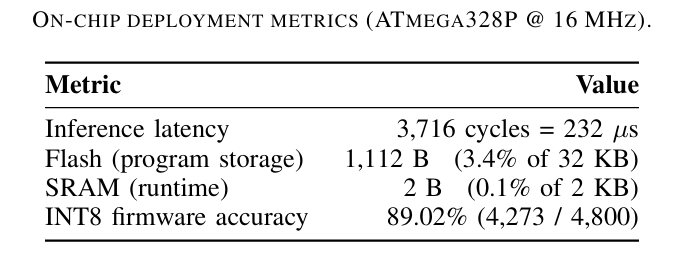 ON-CHIP DEPLOYMENT METRICS (ATMEGA328P @ 16 MHZ).
Metric Value
Inference latency 3,716 cycles = 232 μs
Flash (program storage) 1,112 B (3.4% of 32 KB)
SRAM (runtime) 2 B (0.1% of 2 KB)
INT8 firmware accuracy 89.02% (4,273 / 4,800)